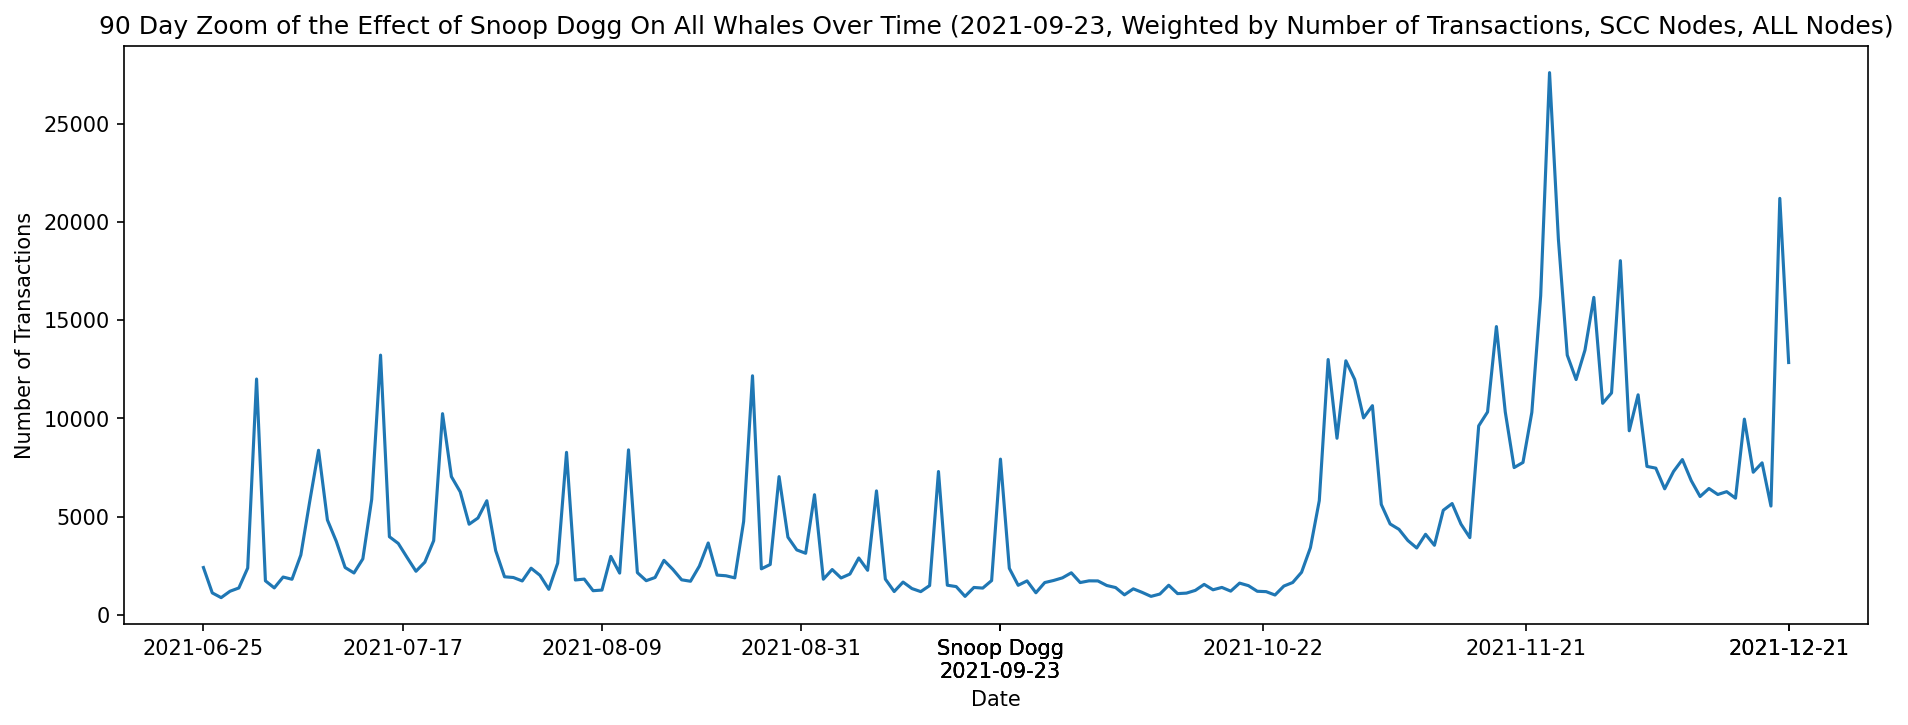 90 Day Zoom of the Effect of Snoop Dogg On All Whales Over Time (2021-09-23, Weighted by Number of Transactions, SCC Nodes, ALL Nodes)
Number of Transactions
25000
20000
15000
10000
5000
0
2021-06-25 2021-07-17 2021-08-09 2021-08-31 Snoop Dogg 2021-10-22 2021-11-21 2021-12-21
2021-09-23
Date